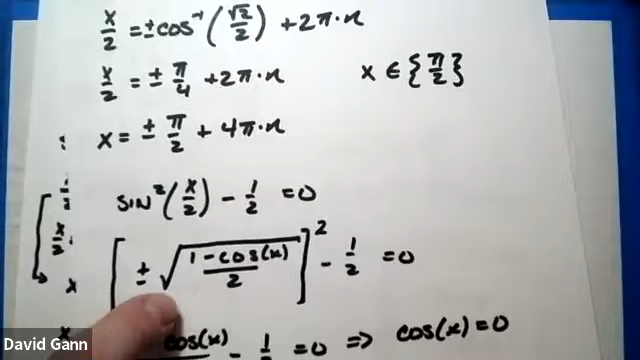 x/2 = ± cos⁻¹(√2/2) + 2π·n
x/2 = ± π/4 + 2π·n
x ∈ {π/2}
x = ± π/2 + 4π·n
sin²(x/2) - 1/2 = 0
[± √((1-cos(x))/2)]² - 1/2 = 0
cos(x) - 1/2 = 0 ⇒ cos(x) = 0
David Gann